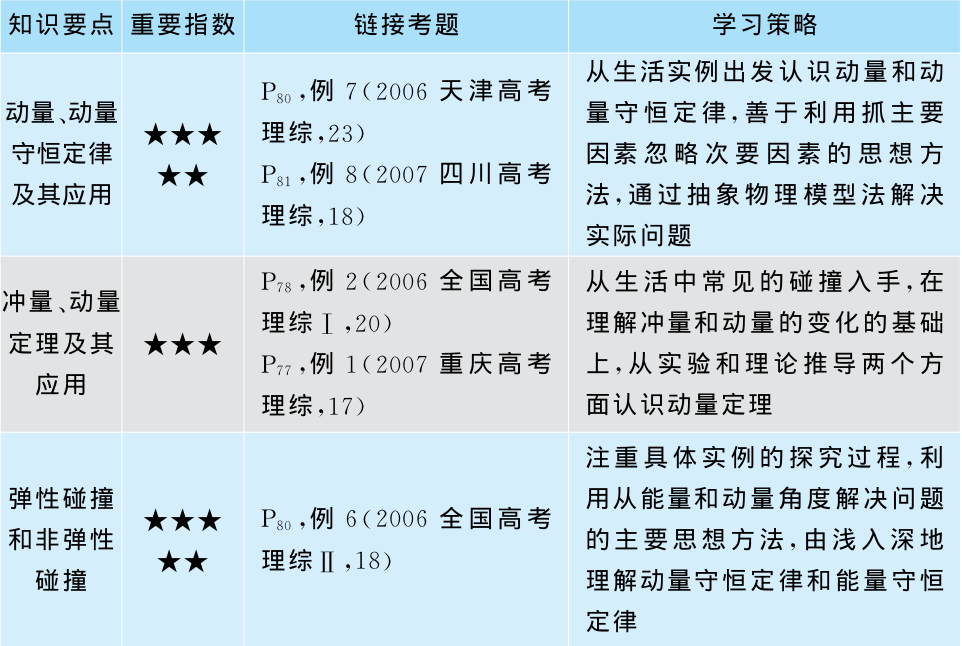 知识要点 重要指数 链接考题 学习策略
动量、动量
守恒定律
及其应用
★★★
★★
P80,例 7(2006 天津高考
理综,23)
P81,例 8(2007 四川高考
理综,18)
从生活实例出发认识动量和动
量守恒定律,善于利用抓主要
因素忽略次要因素的思想方
法,通过抽象物理模型法解决
实际问题
冲量、动量
定理及其
应用
★★★
P78,例 2(2006 全国高考
理综Ⅰ,20)
P77,例 1(2007 重庆高考
理综,17)
从生活中常见的碰撞入手,在
理解冲量和动量的变化的基础
上,从实验和理论推导两个方
面认识动量定理
弹性碰撞
和非弹性
碰撞
★★★
★★
P80,例 6(2006 全国高考
理综Ⅱ,18)
注重具体实例的探究过程,利
用从能量和动量角度解决问题
的主要思想方法,由浅入深地
理解动量守恒定律和能量守恒
定律